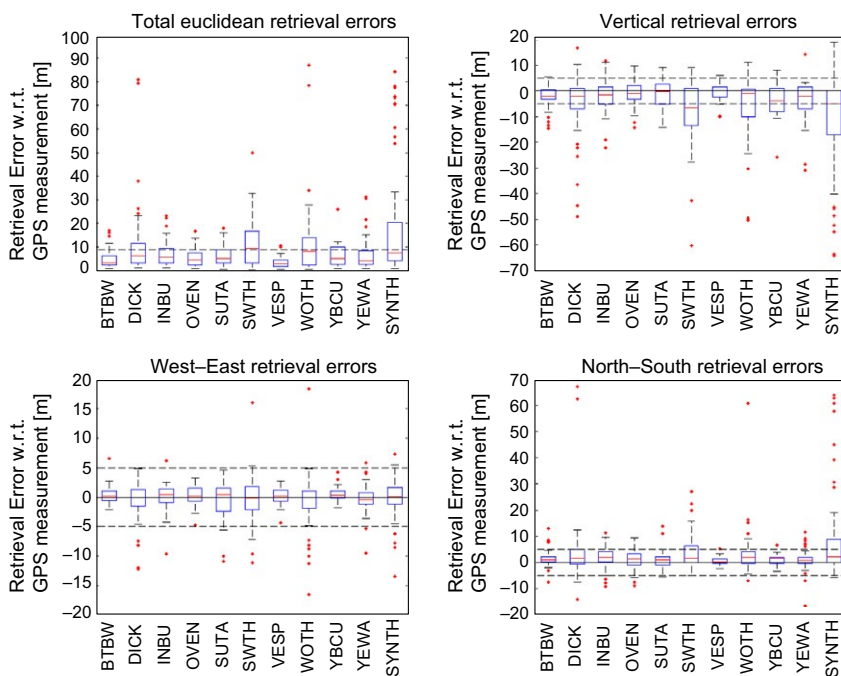 Total euclidean retrieval errors
Retrieval Error w.r.t.
GPS measurement [m]
100
90
80
70
60
50
40
30
20
10
0
BTBW
DICK
INBU
OVEN
SUTA
SWTH
VESP
WOTH
YBCU
YEWA
SYNTH
Vertical retrieval errors
Retrieval Error w.r.t.
GPS measurement [m]
20
10
0
−10
−20
−30
−40
−50
−60
−70
BTBW
DICK
INBU
OVEN
SUTA
SWTH
VESP
WOTH
YBCU
YEWA
SYNTH
West–East retrieval errors
Retrieval Error w.r.t.
GPS measurement [m]
20
15
10
5
0
−5
−10
−15
−20
BTBW
DICK
INBU
OVEN
SUTA
SWTH
VESP
WOTH
YBCU
YEWA
SYNTH
North–South retrieval errors
Retrieval Error w.r.t.
GPS measurement [m]
70
60
50
40
30
20
10
0
−10
−20
BTBW
DICK
INBU
OVEN
SUTA
SWTH
VESP
WOTH
YBCU
YEWA
SYNTH